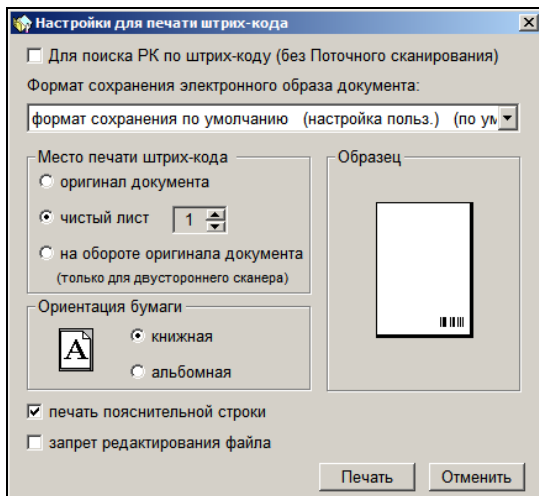 Настройки для печати штрих-кода
Для поиска РК по штрих-коду (без Поточного сканирования)
Формат сохранения электронного образа документа:
формат сохранения по умолчанию (настройка польз.) (по ум
Место печати штрих-кода
оригинал документа
чистый лист 1
на обороте оригинала документа
(только для двустороннего сканера)
Образец
Ориентация бумаги
A
книжная
альбомная
печать пояснительной строки
запрет редактирования файла
Печать Отменить